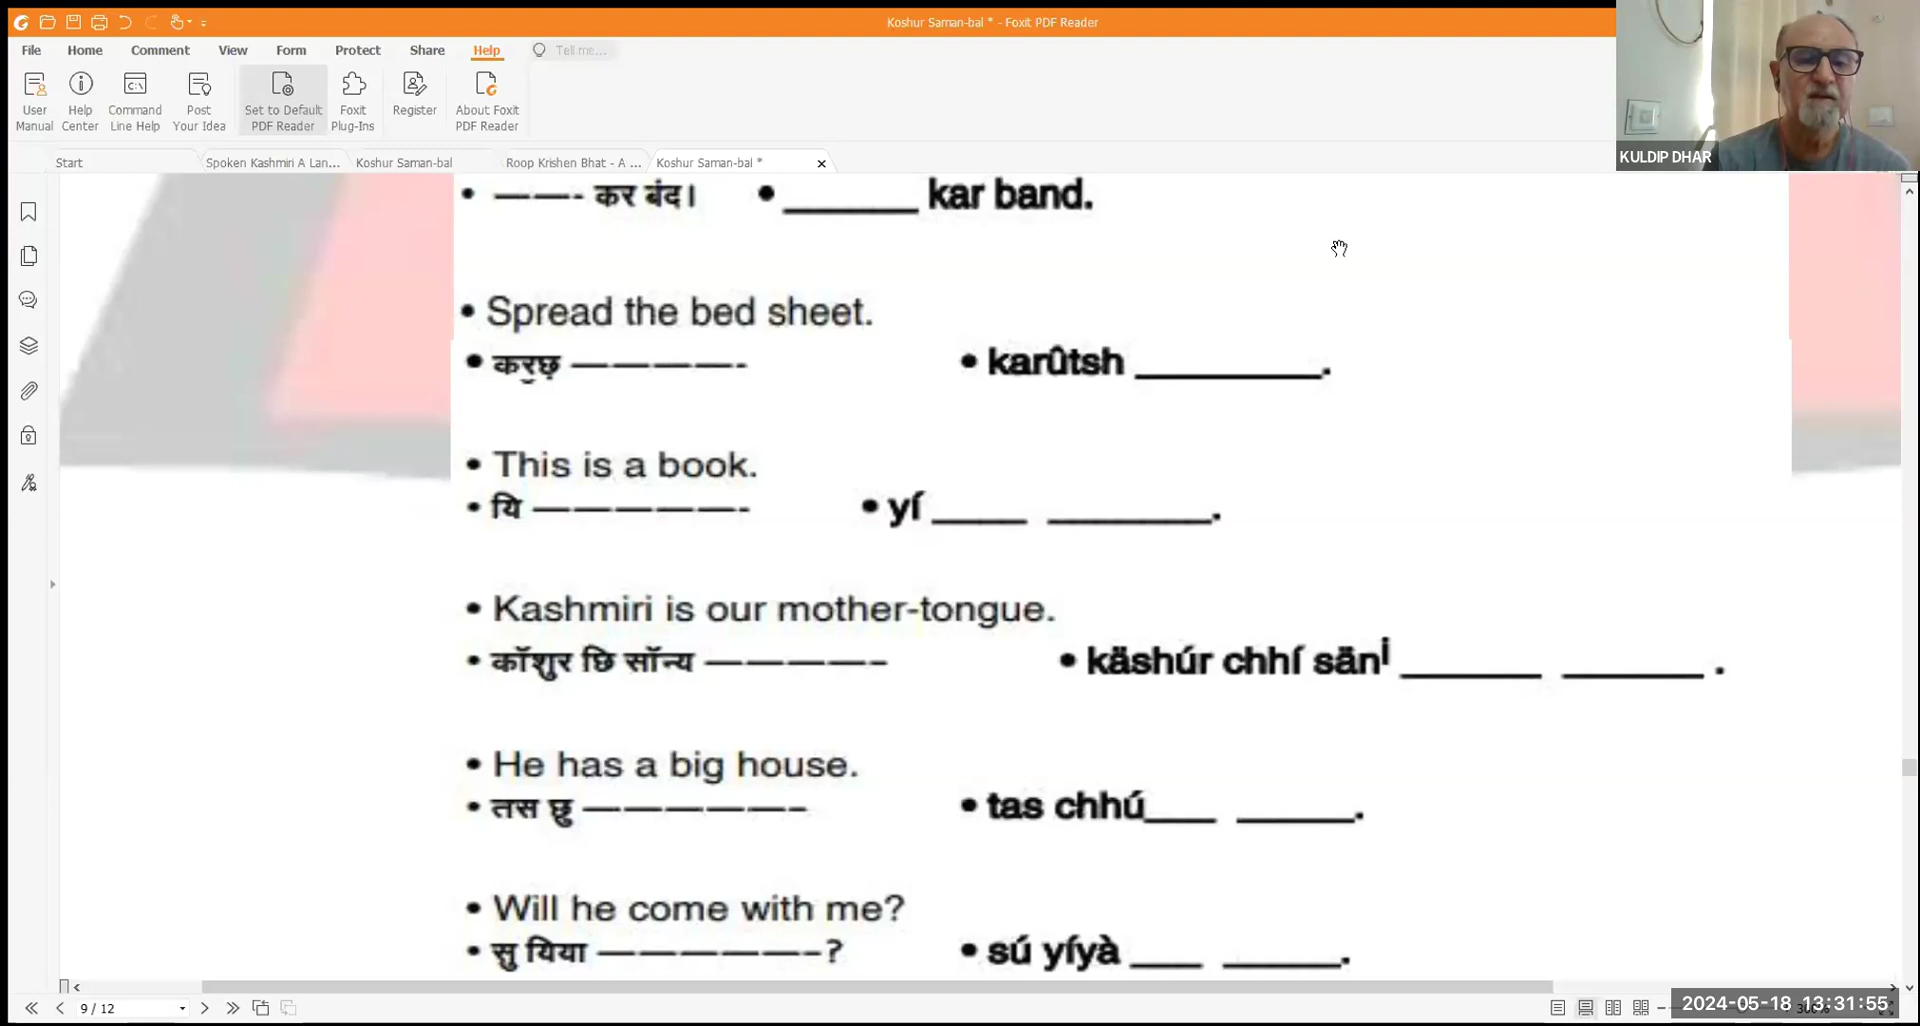 Koshur Saman-bal * - Foxit PDF Reader
File Home Comment View Form Protect Share Help Tell me...
User Manual
Help Center
Command Line Help
Post Your Idea
Set to Default PDF Reader
Foxit Plug-Ins
Register
About Foxit PDF Reader
KULDIP DHAR
Start Spoken Kashmiri A Lan... Koshur Saman-bal Roop Krishen Bhat - A ... Koshur Saman-bal *
• ——- कर बंद। • _______ kar band.
• Spread the bed sheet.
• करु॒छ़ ————- • karûtsh _________.
• This is a book.
• यि —————- • yí _____ ________.
• Kashmiri is our mother-tongue.
• कॉशुर छि सॉन्य ————– • käshúr chhí sänⁱ _______ _______ .
• He has a big house.
• तस छु —————– • tas chhú____ ______.
• Will he come with me?
• सु यिया —————–? • sú yíyà ____ ______.
9 / 12
2024-05-18 13:31:55